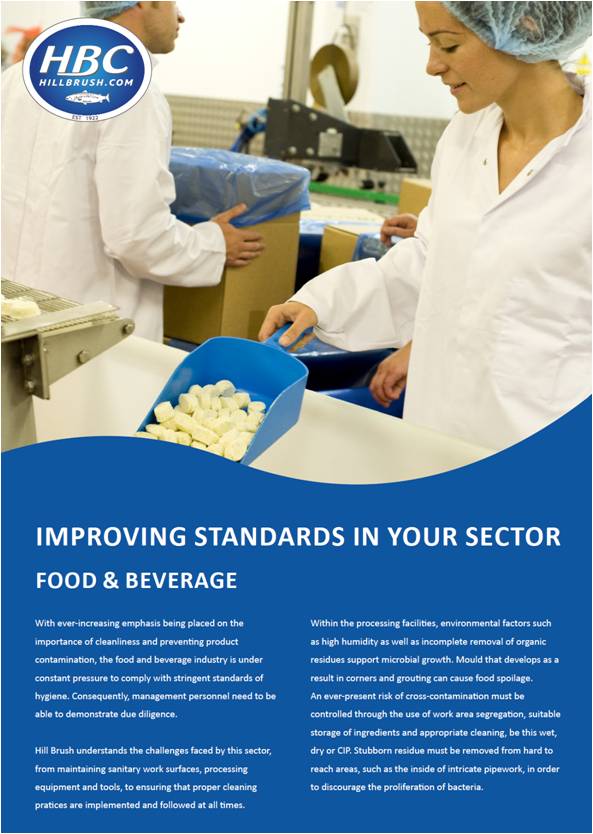 HBC
HILLBRUSH.COM
EST 1922
IMPROVING STANDARDS IN YOUR SECTOR
FOOD & BEVERAGE
With ever-increasing emphasis being placed on the
importance of cleanliness and preventing product
contamination, the food and beverage industry is under
constant pressure to comply with stringent standards of
hygiene. Consequently, management personnel need to be
able to demonstrate due diligence.
Hill Brush understands the challenges faced by this sector,
from maintaining sanitary work surfaces, processing
equipment and tools, to ensuring that proper cleaning
pratices are implemented and followed at all times.
Within the processing facilities, environmental factors such
as high humidity as well as incomplete removal of organic
residues support microbial growth. Mould that develops as a
result in corners and grouting can cause food spoilage.
An ever-present risk of cross-contamination must be
controlled through the use of work area segregation, suitable
storage of ingredients and appropriate cleaning, be this wet,
dry or CIP. Stubborn residue must be removed from hard to
reach areas, such as the inside of intricate pipework, in order
to discourage the proliferation of bacteria.